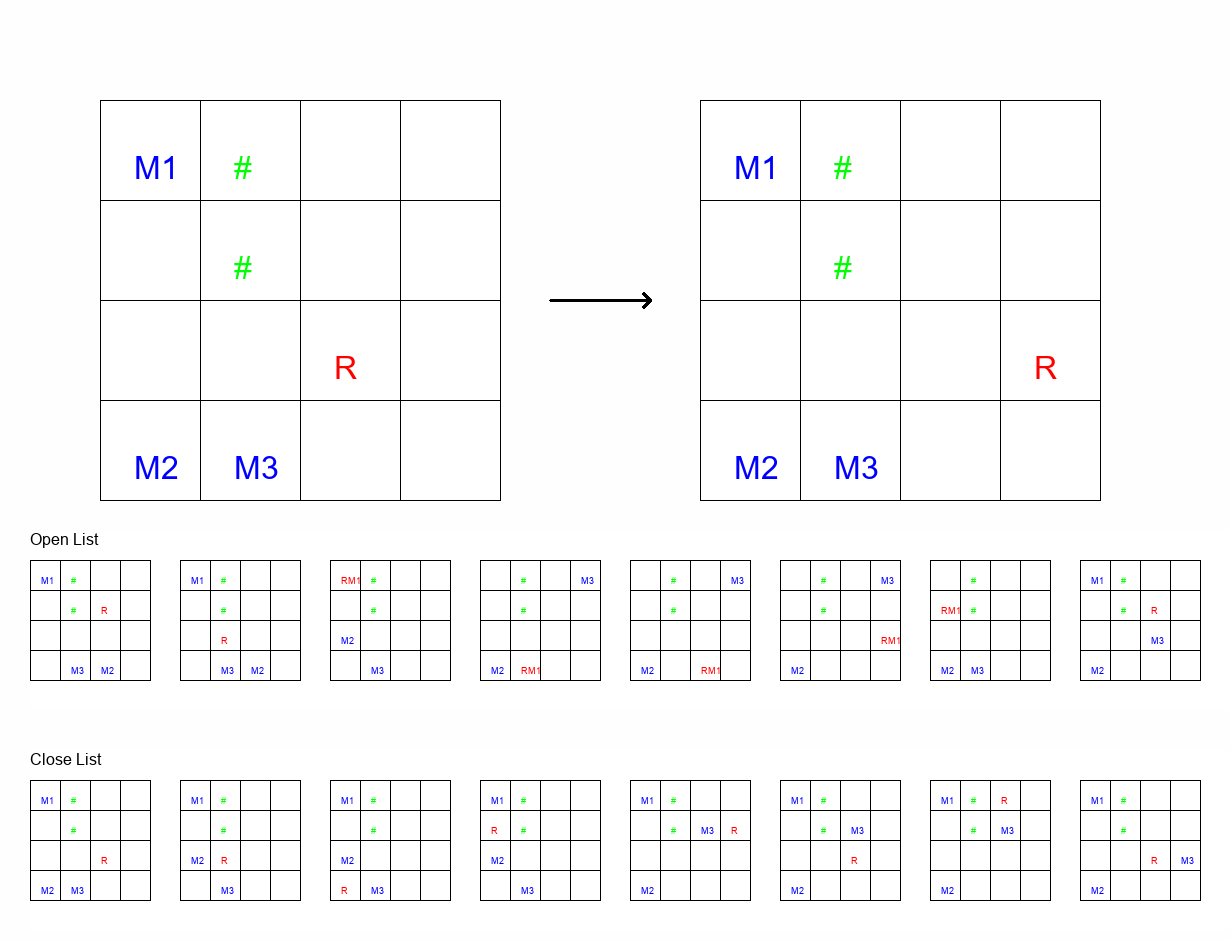 M1 # M1 #
# #
R R
M2 M3 M2 M3
Open List
M1 # M1 # RM1 # # M3 # M3 # M3 # M1 #
# R # # # # # RM1 # # R
R M2 RM1 M3
M3 M2 M3 M2 M3 M2 RM1 M2 RM1 M2 M2 M3 M2
Close List
M1 # M1 # M1 # M1 # M1 # M1 # M1 # R M1 #
# # # R # # M3 R # M3 # M3 #
R M2 R M2 M2 R R M3
M2 M3 M3 R M3 M3 M2 M2 M2 M2